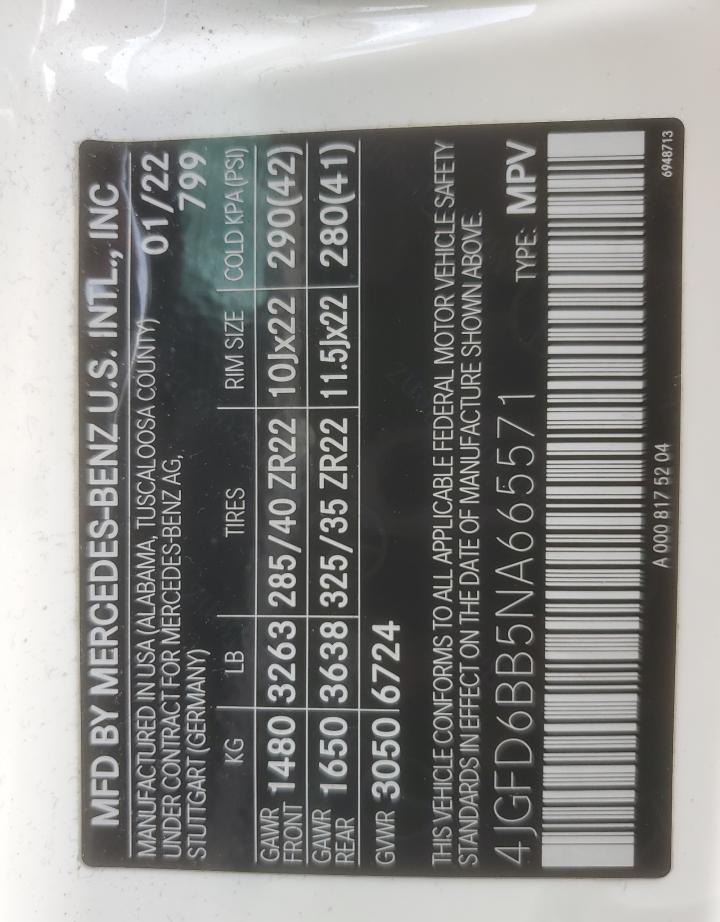 MFD BY MERCEDES-BENZ U.S. INTL., INC
MANUFACTURED IN USA (ALABAMA, TUSCALOOSA COUNTY) 01/22
UNDER CONTRACT FOR MERCEDES-BENZ AG, 799
STUTTGART (GERMANY)
KG LB TIRES RIM SIZE COLD KPA (PSI)
GAWR FRONT 1480 3263 285/40 ZR22 10Jx22 290(42)
GAWR REAR 1650 3638 325/35 ZR22 11.5Jx22 280(41)
GVWR 3050 6724
THIS VEHICLE CONFORMS TO ALL APPLICABLE FEDERAL MOTOR VEHICLE SAFETY
STANDARDS IN EFFECT ON THE DATE OF MANUFACTURE SHOWN ABOVE.
4JGFD6BB5NA665571 TYPE: MPV
A 000 817 52 04 6948713